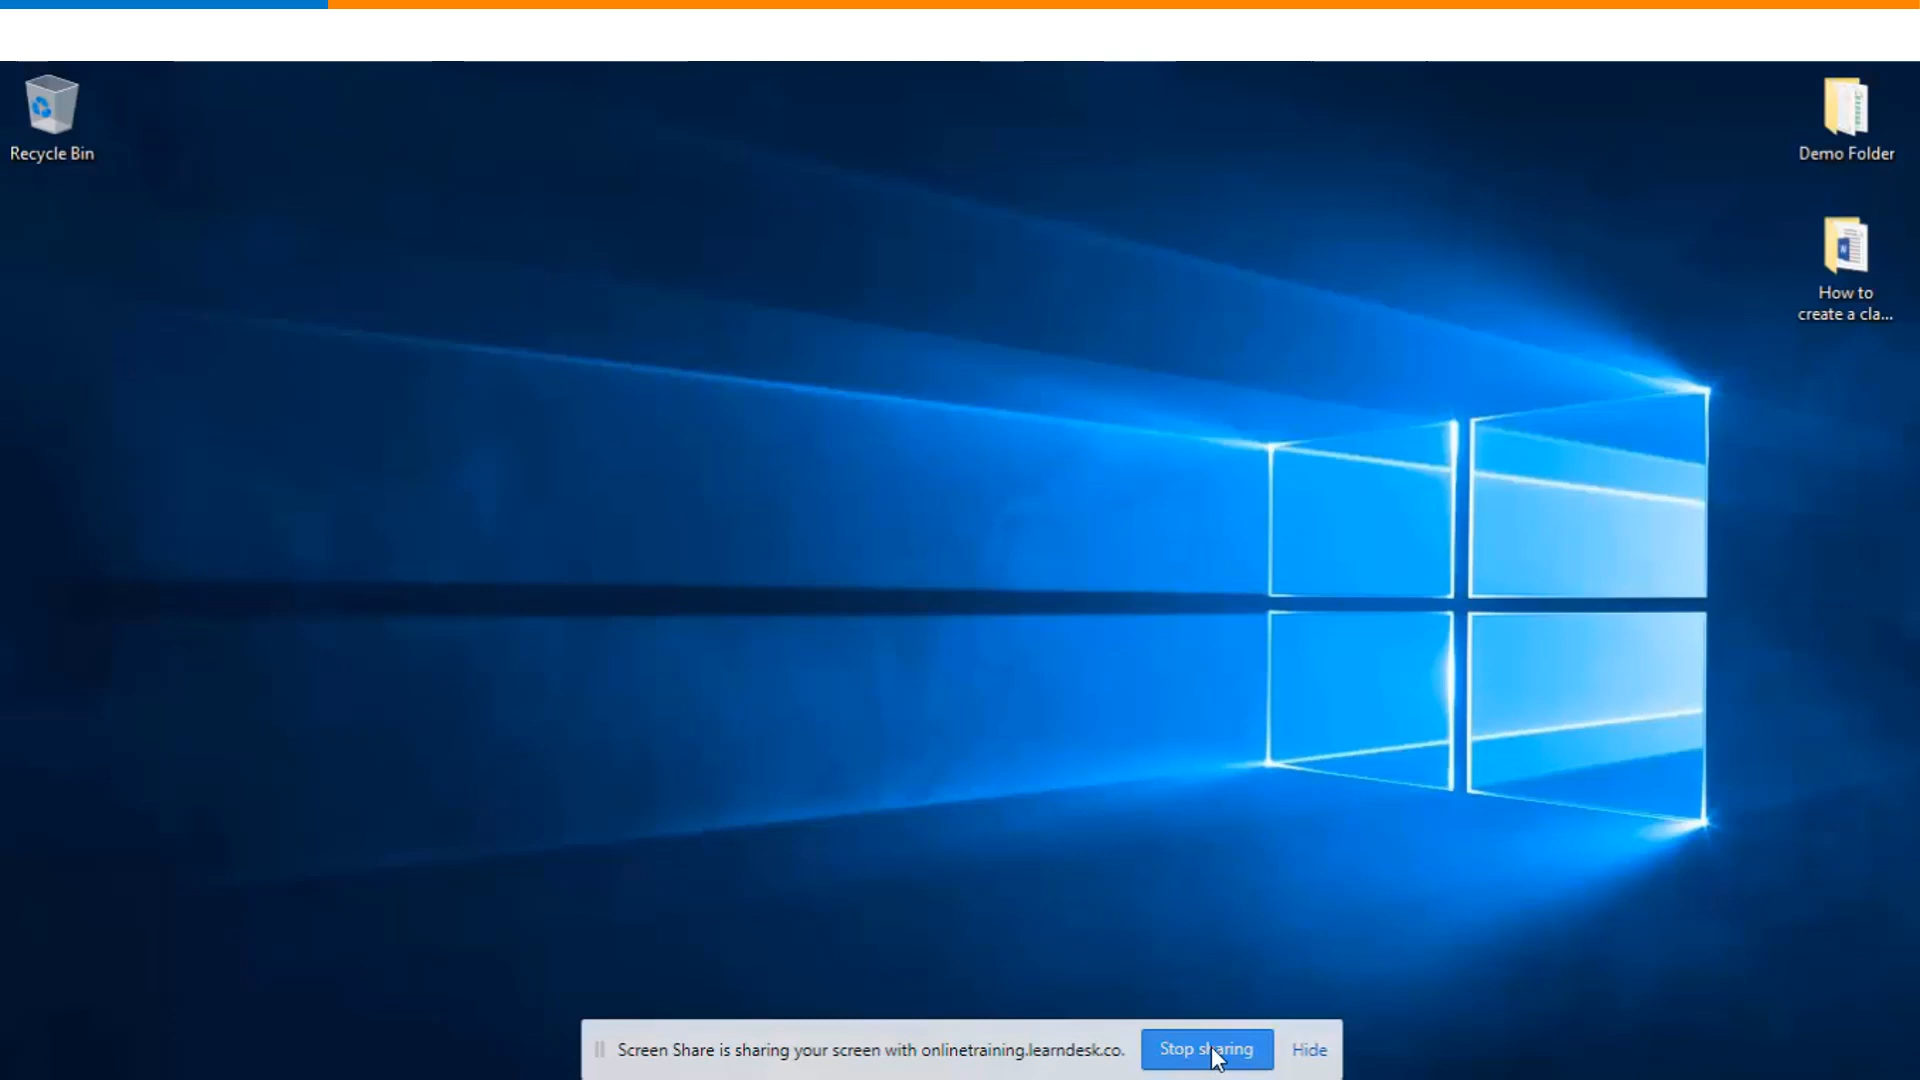 Recycle Bin
Demo Folder
How to
create a cla...
Screen Share is sharing your screen with onlinetraining.learndesk.co.
Stop sharing
Hide